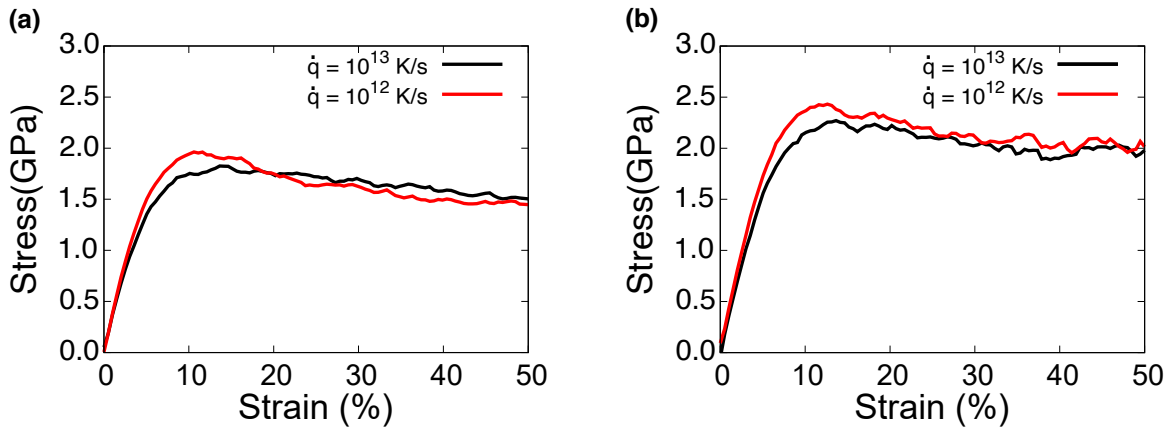 (a)
3.0
2.5
2.0
1.5
1.0
0.5
0.0
0 10 20 30 40 50
Stress(GPa)
Strain (%)
q̇ = 10¹³ K/s
q̇ = 10¹² K/s
(b)
3.0
2.5
2.0
1.5
1.0
0.5
0.0
0 10 20 30 40 50
Stress(GPa)
Strain (%)
q̇ = 10¹³ K/s
q̇ = 10¹² K/s